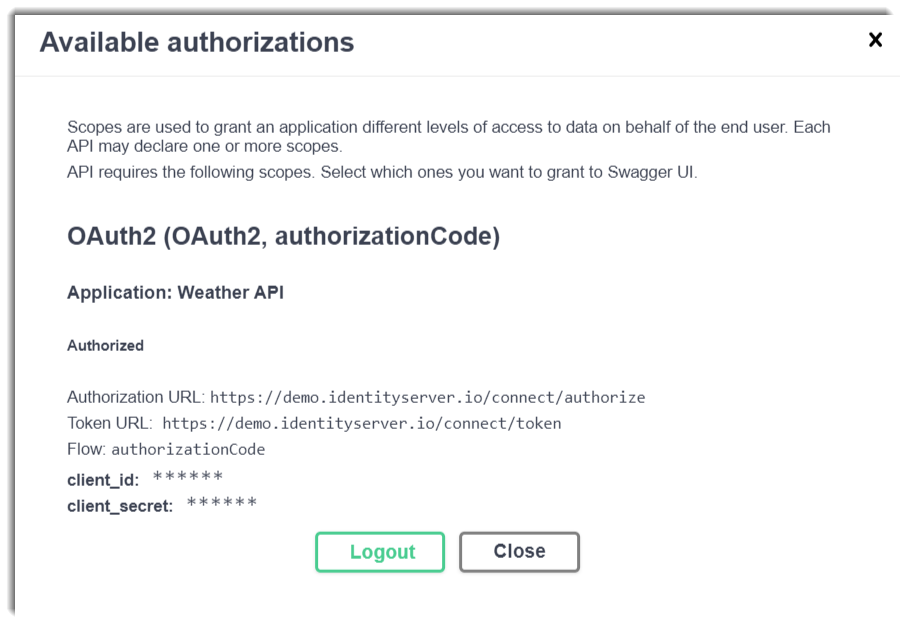 Available authorizations
Scopes are used to grant an application different levels of access to data on behalf of the end user. Each
API may declare one or more scopes.
API requires the following scopes. Select which ones you want to grant to Swagger UI.
OAuth2 (OAuth2, authorizationCode)
Application: Weather API
Authorized
Authorization URL: https://demo.identityserver.io/connect/authorize
Token URL: https://demo.identityserver.io/connect/token
Flow: authorizationCode
client_id: ******
client_secret: ******
Logout Close